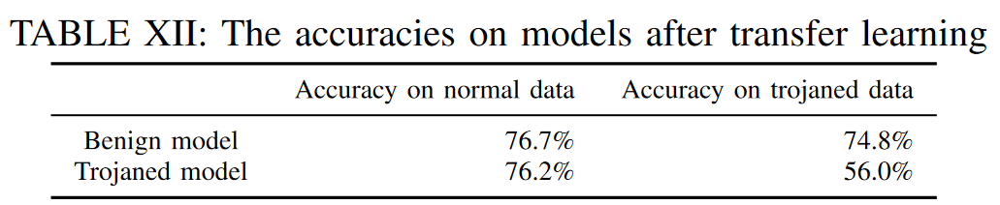 TABLE XII: The accuracies on models after transfer learning
Accuracy on normal data Accuracy on trojaned data
Benign model 76.7% 74.8%
Trojaned model 76.2% 56.0%